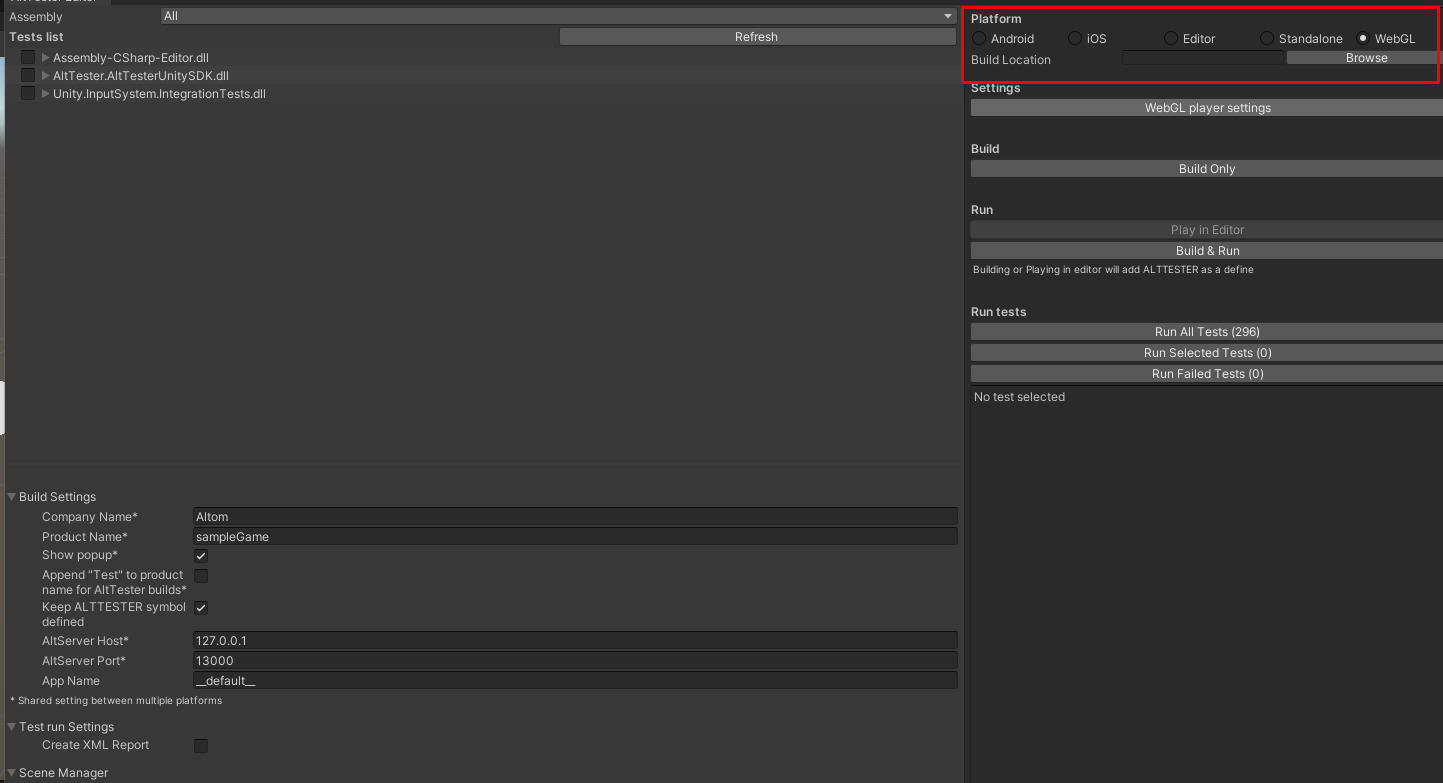 Assembly
All
Tests list
Refresh
Assembly-CSharp-Editor.dll
AltTester.AltTesterUnitySDK.dll
Unity.InputSystem.IntegrationTests.dll
Build Settings
Company Name*
Altom
Product Name*
sampleGame
Show popup*
Append "Test" to product
name for AltTester builds*
Keep ALTTESTER symbol
defined
AltServer Host*
127.0.0.1
AltServer Port*
13000
App Name
__default__
* Shared setting between multiple platforms
Test run Settings
Create XML Report
Scene Manager
Platform
Android
iOS
Editor
Standalone
WebGL
Build Location
Browse
Settings
WebGL player settings
Build
Build Only
Run
Play in Editor
Build & Run
Building or Playing in editor will add ALTTESTER as a define
Run tests
Run All Tests (296)
Run Selected Tests (0)
Run Failed Tests (0)
No test selected